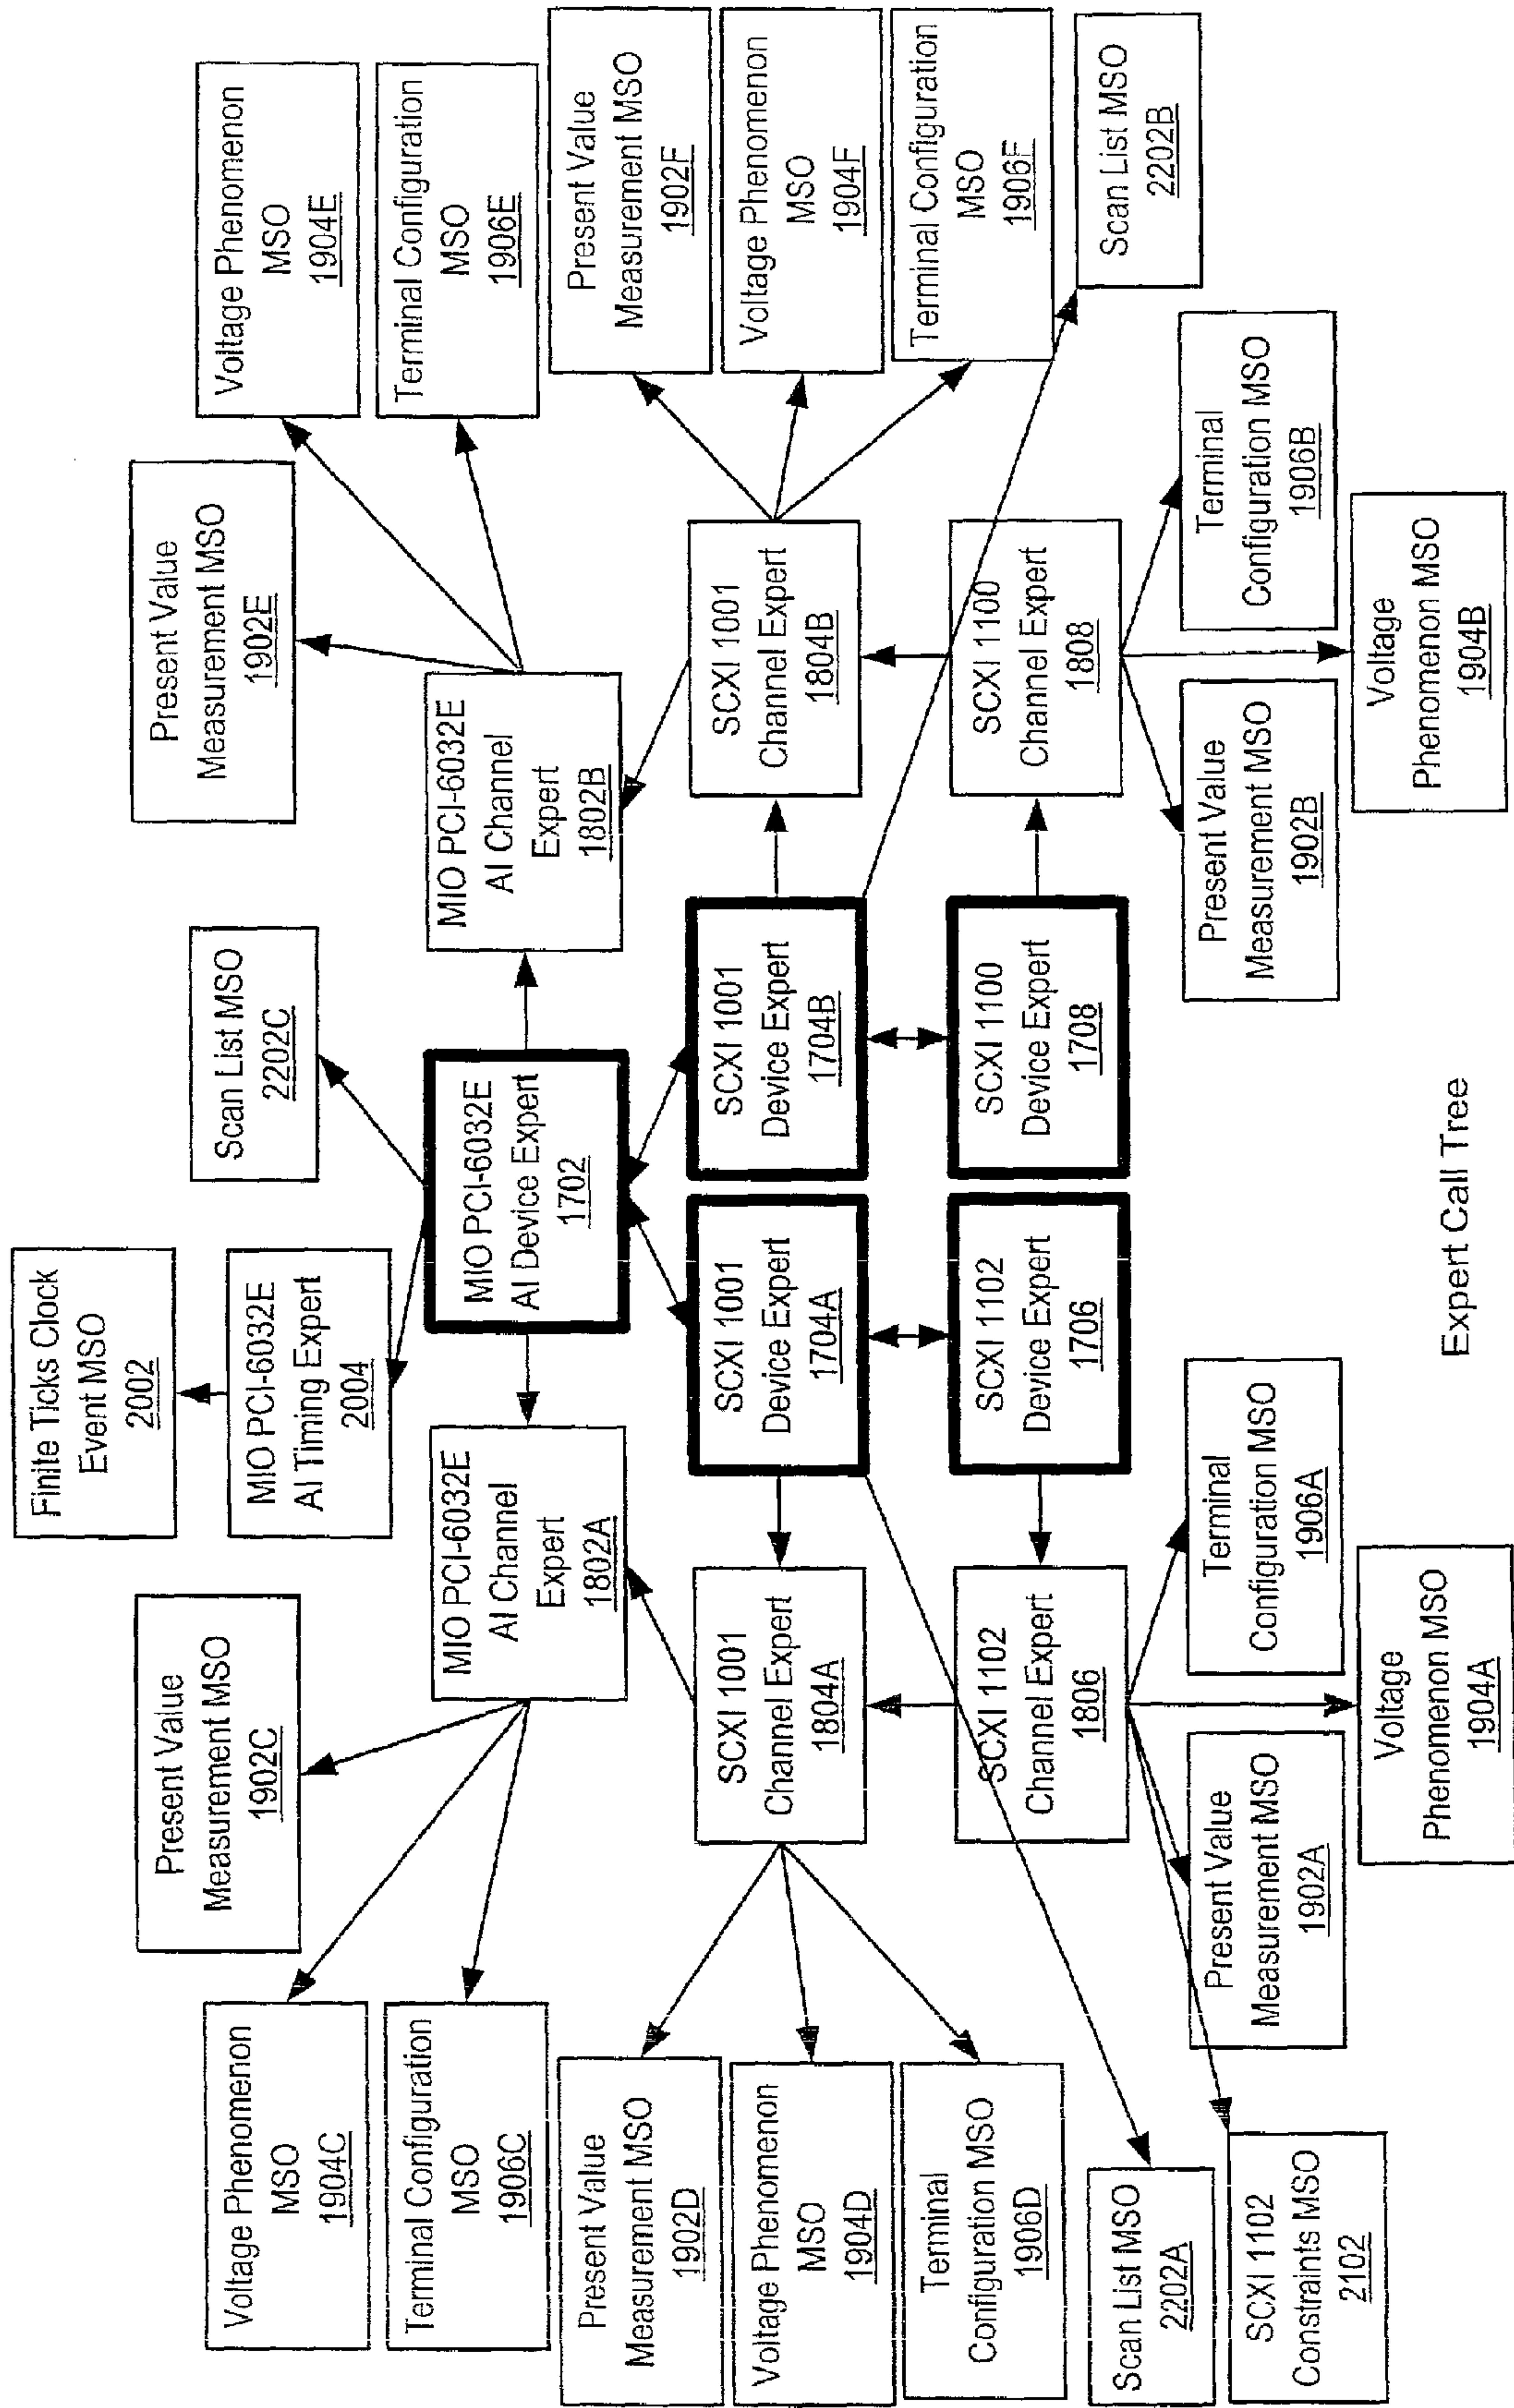 Finite Ticks Clock
Event MSO
2002
MIO PCI-6032E
AI Timing Expert
2004
Scan List MSO
2202C
Present Value
Measurement MSO
1902C
Present Value
Measurement MSO
1902E
Voltage Phenomenon
MSO
1904C
Terminal Configuration
MSO
1906C
Voltage Phenomenon
MSO
1904E
Terminal Configuration
MSO
1906E
MIO PCI-6032E
AI Channel
Expert
1802A
MIO PCI-6032E
AI Device Expert
1702
MIO PCI-6032E
AI Channel
Expert
1802B
Present Value
Measurement MSO
1902D
Voltage Phenomenon
MSO
1904D
Terminal
Configuration MSO
1906D
SCXI 1001
Channel Expert
1804A
SCXI 1001
Device Expert
1704A
SCXI 1001
Device Expert
1704B
SCXI 1001
Channel Expert
1804B
Present Value
Measurement MSO
1902F
Voltage Phenomenon
MSO
1904F
Terminal Configuration
MSO
1906F
SCXI 1102
Channel Expert
1806
SCXI 1102
Device Expert
1706
SCXI 1100
Device Expert
1708
SCXI 1100
Channel Expert
1808
Scan List MSO
2202A
Scan List MSO
2202B
SCXI 1102
Constraints MSO
2102
Present Value
Measurement MSO
1902A
Terminal
Configuration MSO
1906A
Present Value
Measurement MSO
1902B
Terminal
Configuration MSO
1906B
Voltage
Phenomenon MSO
1904A
Voltage
Phenomenon MSO
1904B
Expert Call Tree